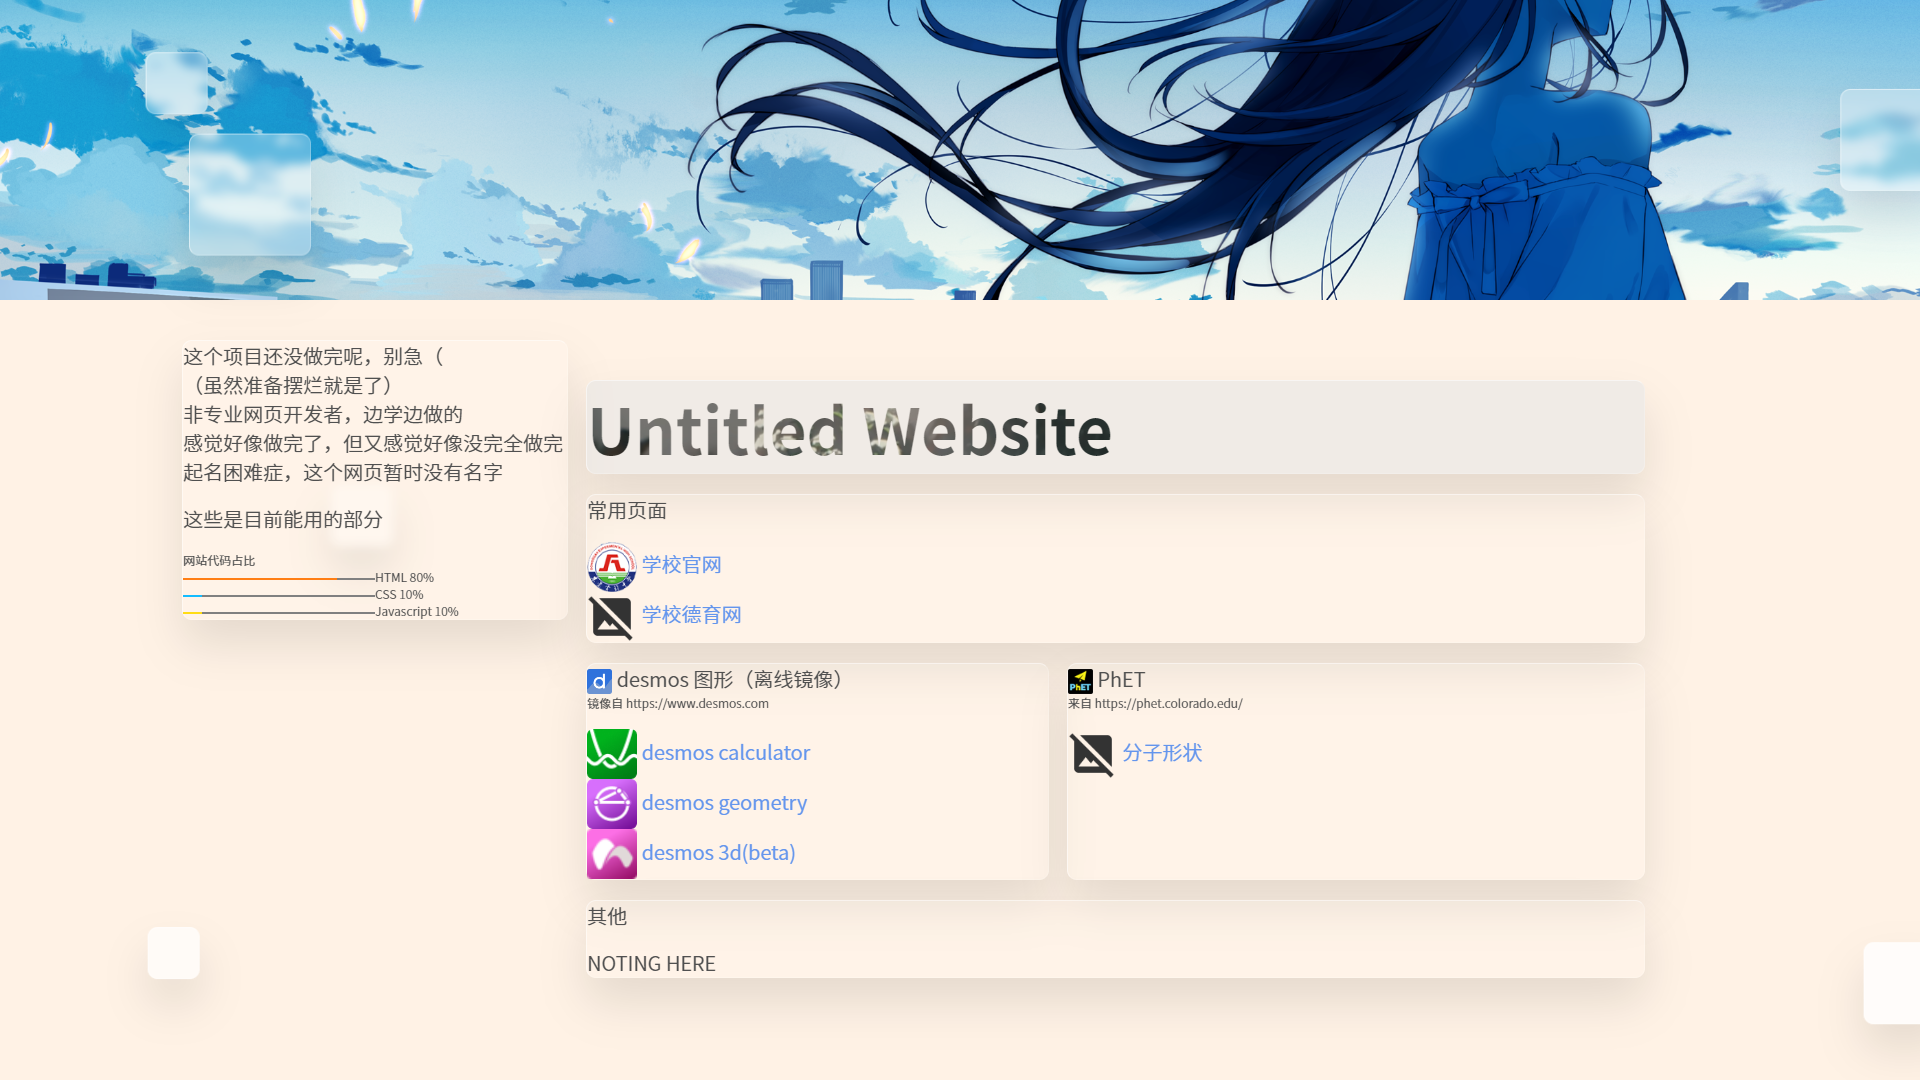 这个项目还没做完呢，别急（
（虽然准备摆烂就是了）
非专业网页开发者，边学边做的
感觉好像做完了，但又感觉好像没完全做完
起名困难症，这个网页暂时没有名字
这些是目前能用的部分
网站代码占比
HTML 80%
CSS 10%
Javascript 10%
Untitled Website
常用页面
学校官网
学校德育网
d desmos 图形（离线镜像）
镜像自 https://www.desmos.com
desmos calculator
desmos geometry
desmos 3d(beta)
PhET PhET
来自 https://phet.colorado.edu/
分子形状
其他
NOTING HERE